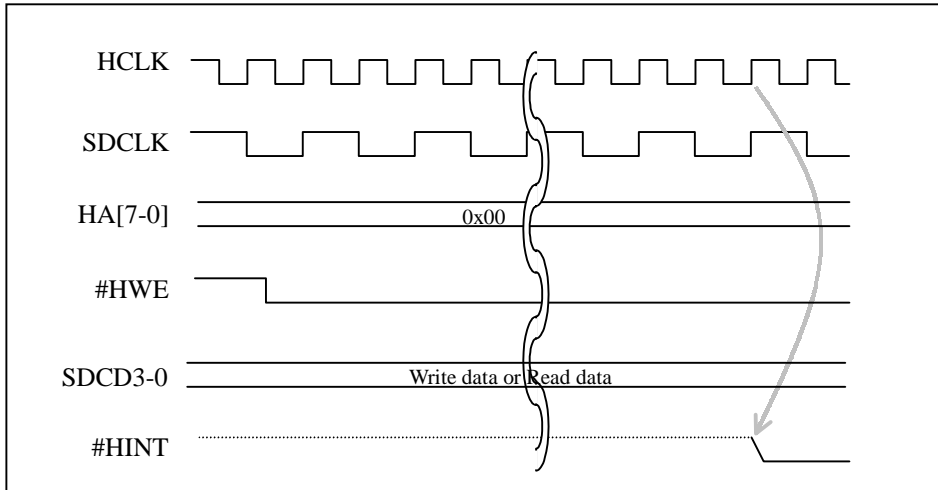 HCLK
SDCLK
HA[7-0]
0x00
#HWE
SDCD3-0
Write data or Read data
#HINT